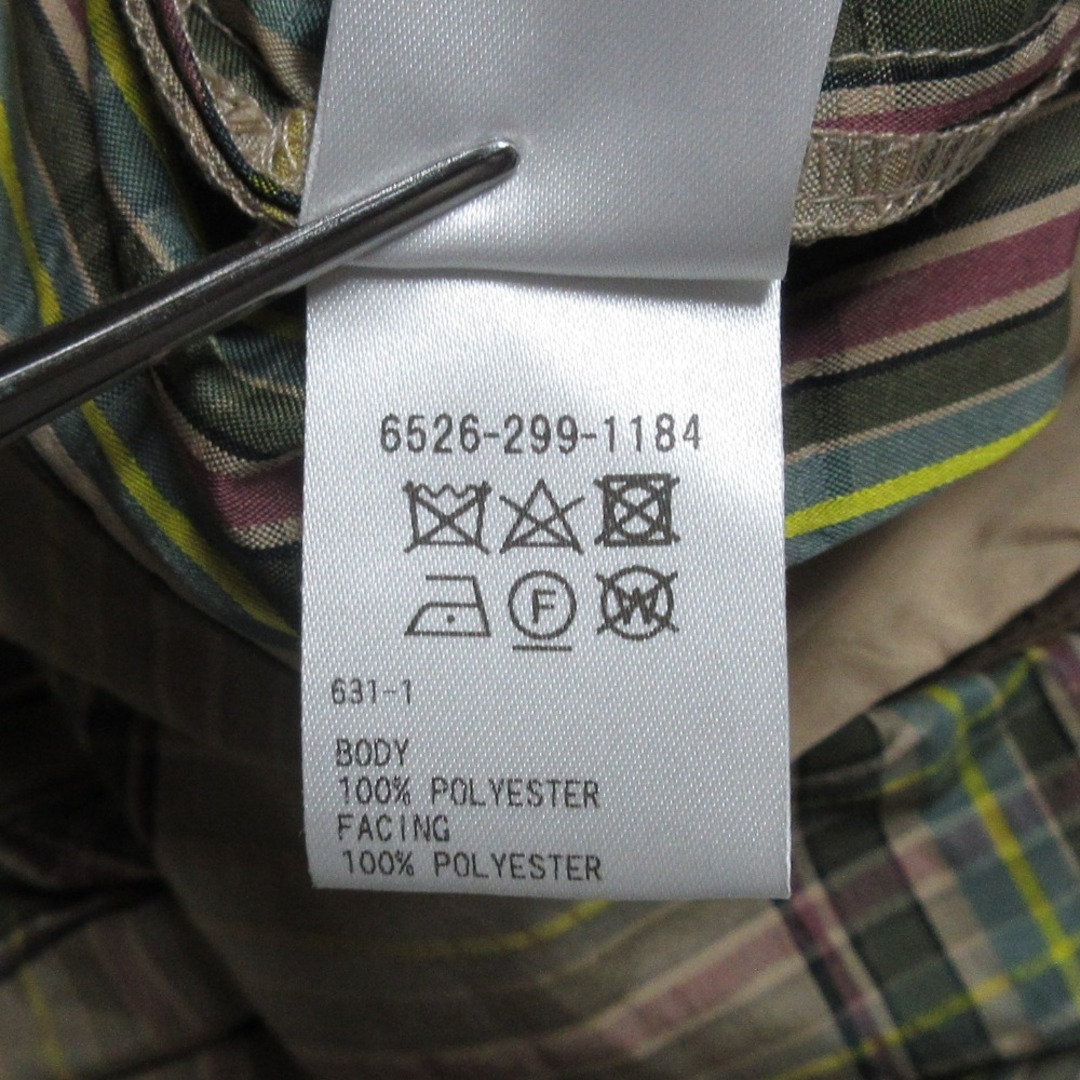 6526-299-1184
F W
631-1
BODY
100% POLYESTER
FACING
100% POLYESTER